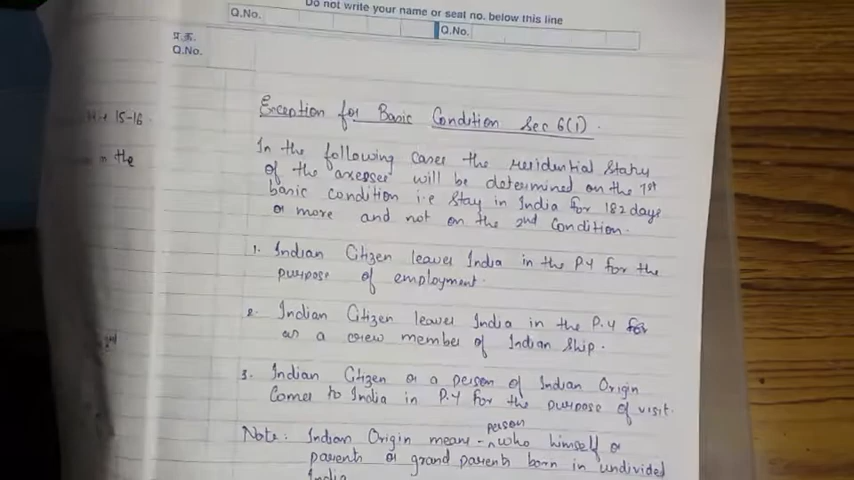 Do not write your name or seat no. below this line
Q.No.
Q.No.
प्र.क्र.
Q.No.
15-16
in the
Exception for Basic Condition Sec 6(1).
In the following cases the residential status
of the assessee will be determined on the 1st
basic condition i.e stay in India for 182 days
or more and not on the 2nd condition.
1. Indian Citizen leaves India in the P.Y for the
purpose of employment.
2. Indian Citizen leaves India in the P.Y for
as a crew member of Indian ship.
3. Indian Citizen or a person of Indian Origin
comes to India in P.Y for the purpose of visit.
Note: Indian Origin means - person who himself or
parents or grand parents born in undivided
India